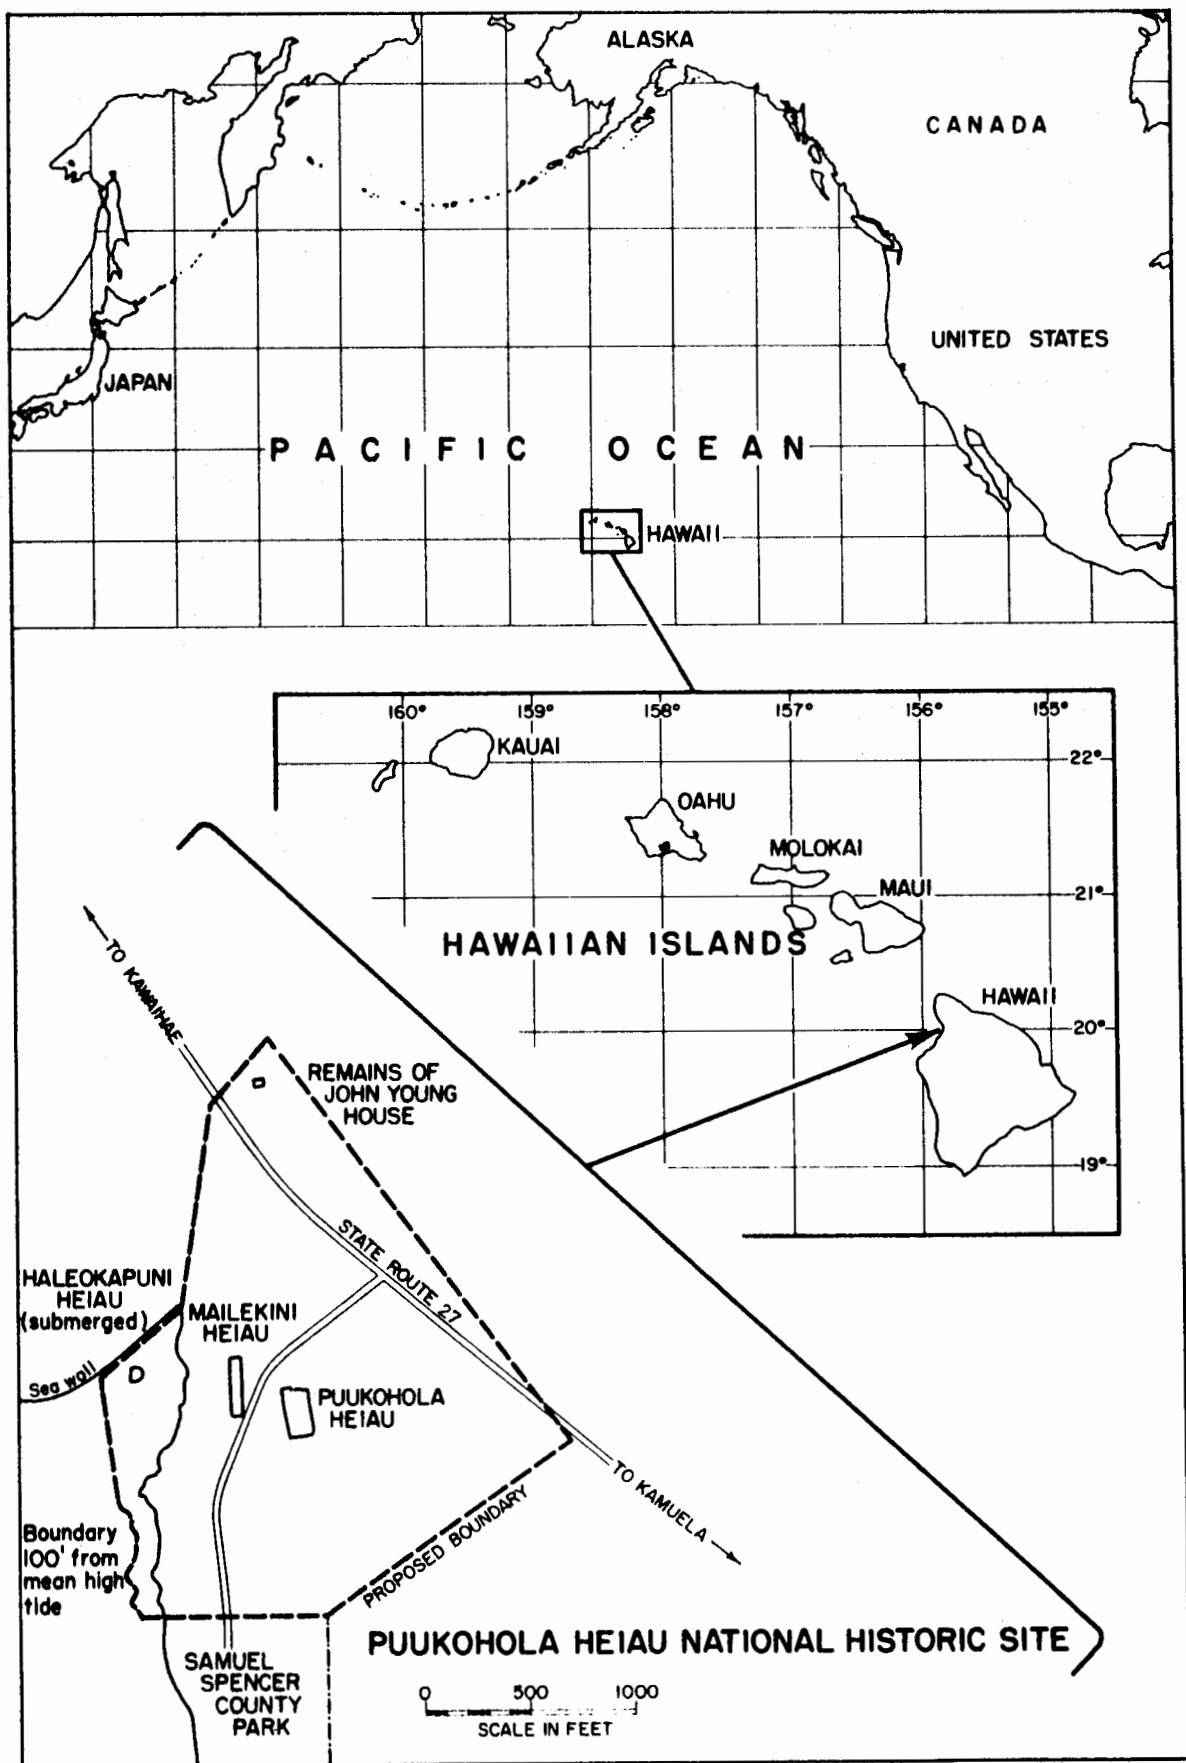 ALASKA
CANADA
UNITED STATES
JAPAN
PACIFIC OCEAN
HAWAII
160° 159° 158° 157° 156° 155°
KAUAI
22°
OAHU
MOLOKAI
MAUI
21°
HAWAIIAN ISLANDS
HAWAII
20°
19°
TO KAWAIHAE
REMAINS OF
JOHN YOUNG
HOUSE
STATE ROUTE 27
HALEOKAPUNI
HEIAU
(submerged)
MAILEKINI
HEIAU
Sea wall
PUUKOHOLA
HEIAU
TO KAMUELA
PROPOSED BOUNDARY
Boundary
100' from
mean high
tide
PUUKOHOLA HEIAU NATIONAL HISTORIC SITE
SAMUEL
SPENCER
COUNTY
PARK
0 500 1000
SCALE IN FEET